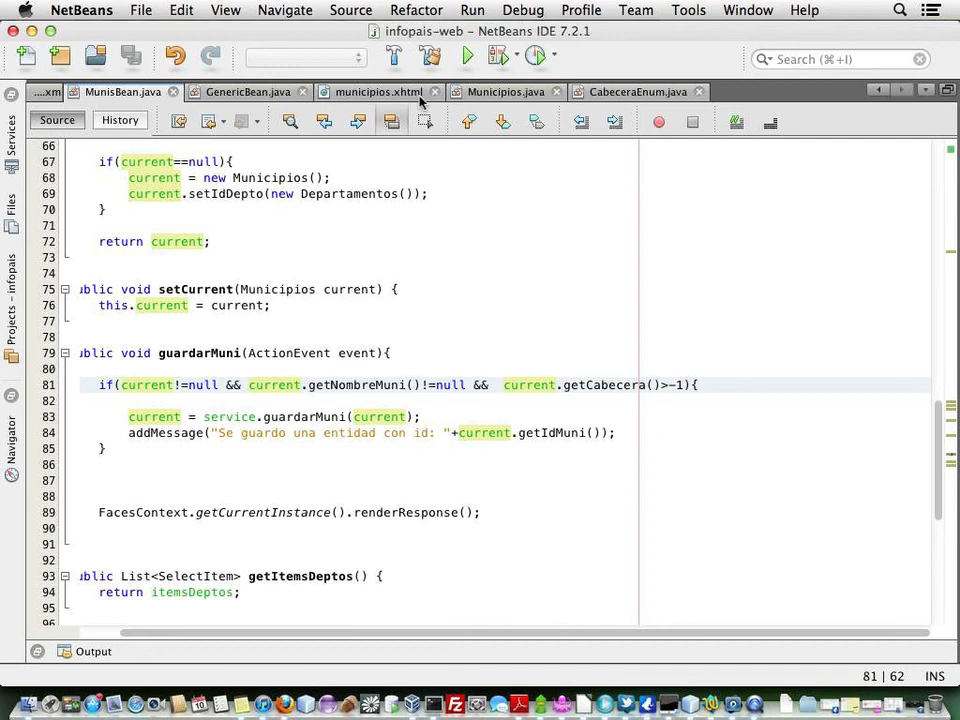 NetBeans File Edit View Navigate Source Refactor Run Debug Profile Team Tools Window Help
infopais-web – NetBeans IDE 7.2.1
Search (⌘+I)
....xm MunisBean.java GenericBean.java municipios.xhtml Municipios.java CabeceraEnum.java
Source History
Services
Files
Projects – infopais
Navigator
66
67 if(current==null){
68 current = new Municipios();
69 current.setIdDepto(new Departamentos());
70 }
71
72 return current;
73
74
75 ublic void setCurrent(Municipios current) {
76 this.current = current;
77
78
79 ublic void guardarMuni(ActionEvent event){
80
81 if(current!=null && current.getNombreMuni()!=null && current.getCabecera()>-1){
82
83 current = service.guardarMuni(current);
84 addMessage("Se guardo una entidad con id: "+current.getIdMuni());
85 }
86
87
88
89 FacesContext.getCurrentInstance().renderResponse();
90
91
92
93 ublic List<SelectItem> getItemsDeptos() {
94 return itemsDeptos;
95
96
Output
81 | 62 INS